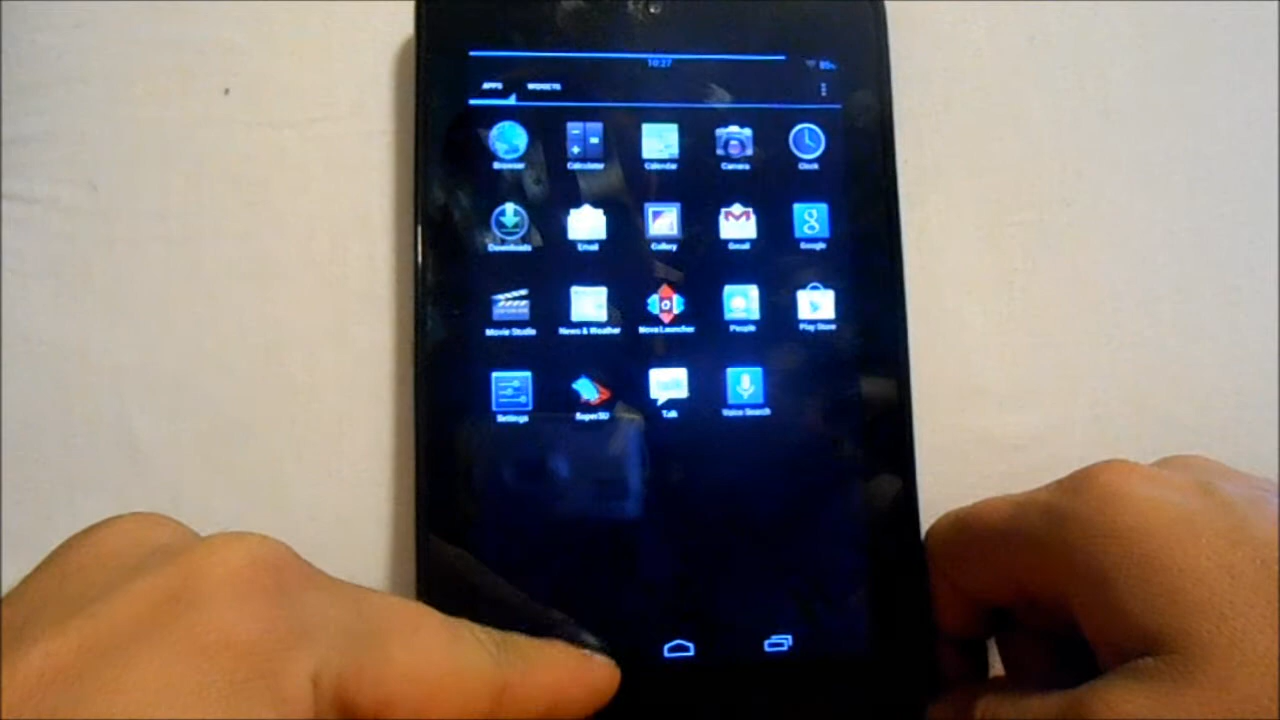 10:27 85%
APPS WIDGETS
Browser Calculator Calendar Camera Clock
Downloads Email Gallery Gmail Google
Movie Studio News & Weather Nova Launcher People Play Store
Settings SuperSU Talk Voice Search